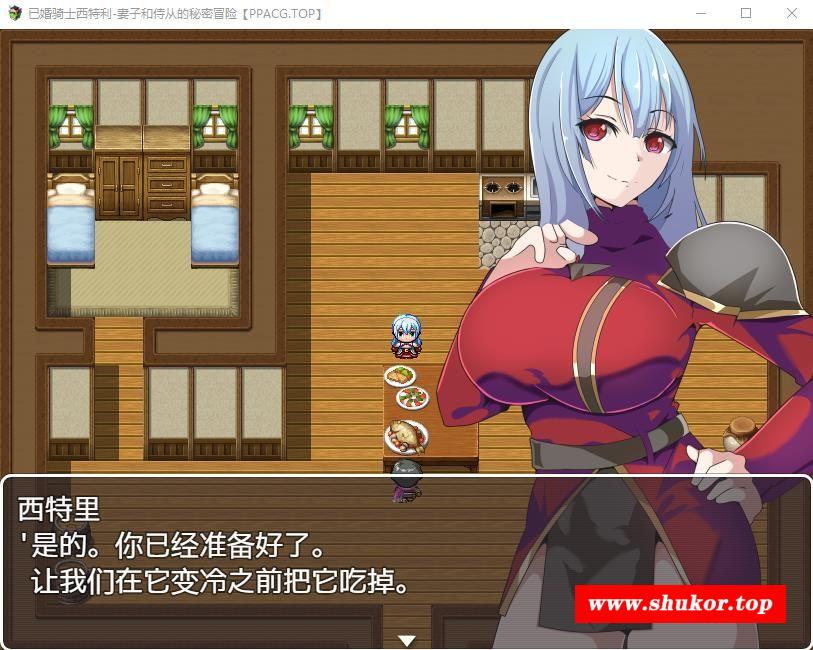 已婚骑士西特利-妻子和侍从的秘密冒险【PPACG.TOP】
西特里
'是的。你已经准备好了。
让我们在它变冷之前把它吃掉。
www.shukor.top